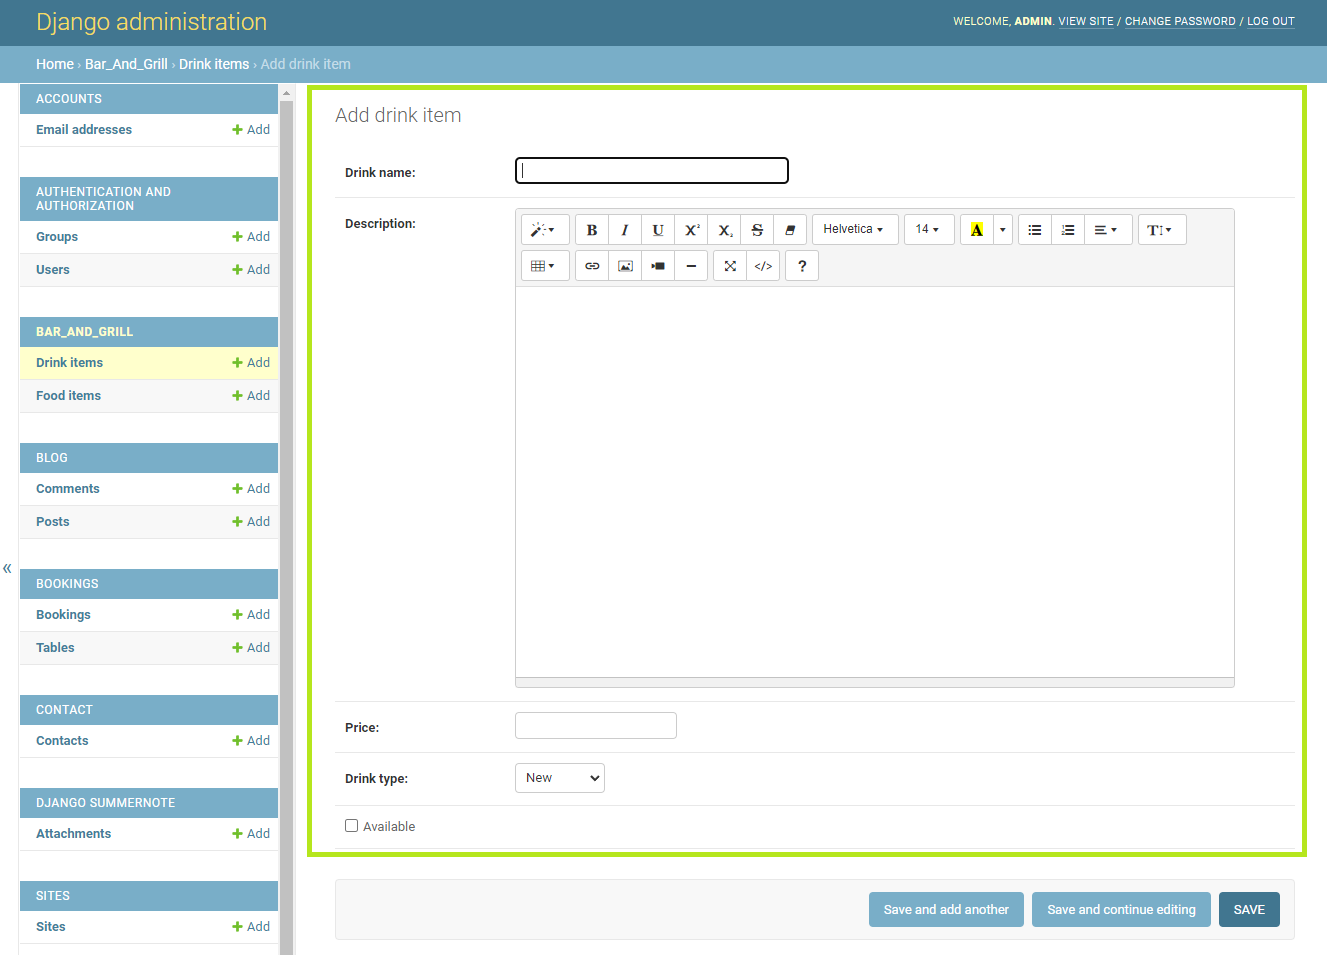 Django administration
WELCOME, ADMIN. VIEW SITE / CHANGE PASSWORD / LOG OUT
Home › Bar_And_Grill › Drink items › Add drink item
ACCOUNTS
Email addresses + Add
AUTHENTICATION AND
AUTHORIZATION
Groups + Add
Users + Add
BAR_AND_GRILL
Drink items + Add
Food items + Add
BLOG
Comments + Add
Posts + Add
BOOKINGS
Bookings + Add
Tables + Add
CONTACT
Contacts + Add
DJANGO SUMMERNOTE
Attachments + Add
SITES
Sites + Add
«
Add drink item
Drink name:
Description:
B I U X² X₂ S Helvetica 14 A TI
</> ?
Price:
Drink type: New
Available
Save and add another Save and continue editing SAVE